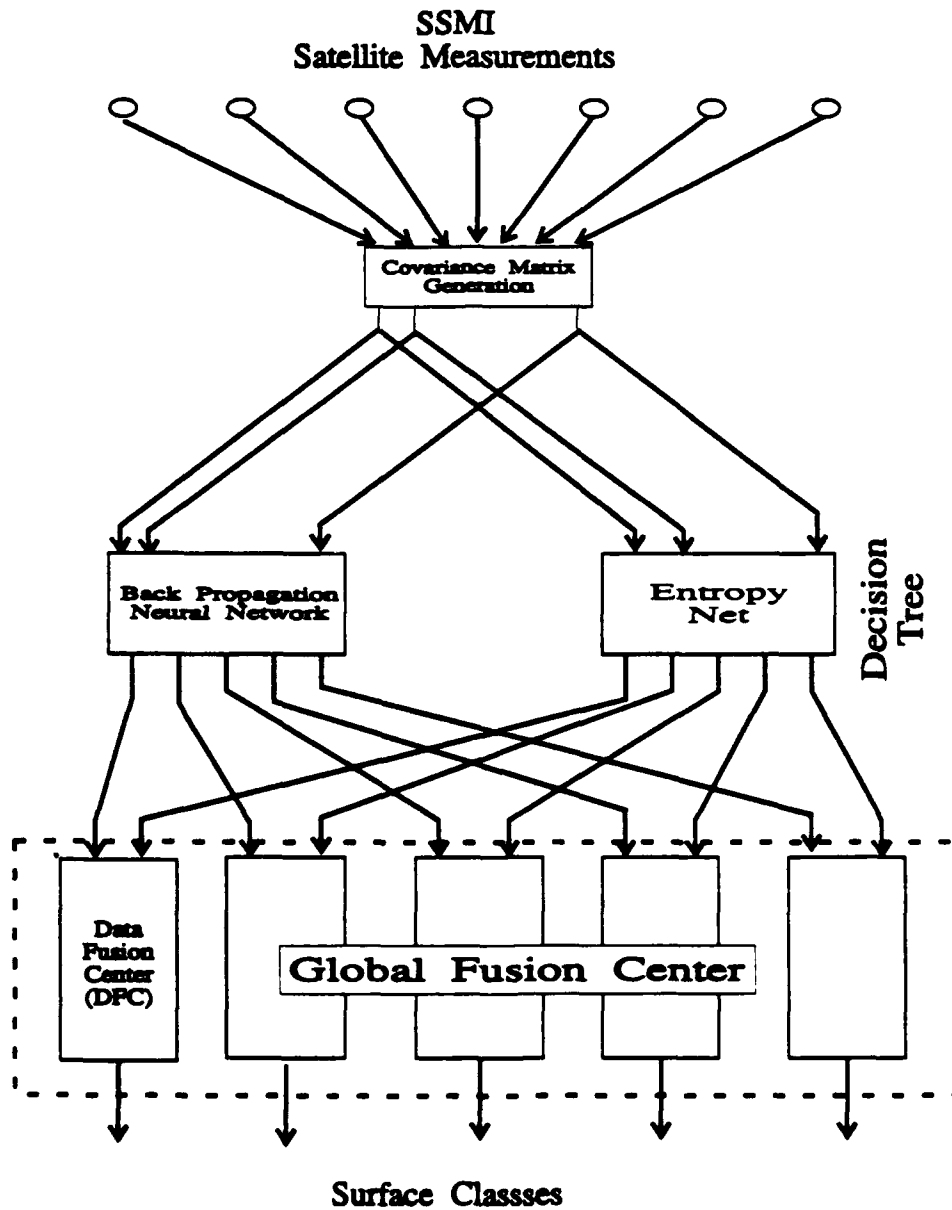 SSMI
Satellite Measurements
Covariance Matrix
Generation
Back Propagation
Neural Network
Entropy
Net
Decision
Tree
Data
Fusion
Center
(DFC)
Global Fusion Center
Surface Classses